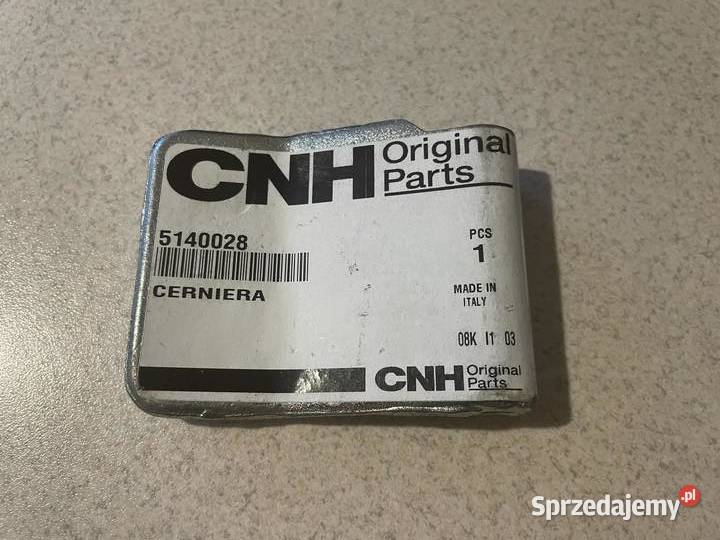 CNH Original Parts
5140028
CERNIERA
PCS
1
MADE IN
ITALY
08K I1 03
CNH Original Parts
Sprzedajemy.pl